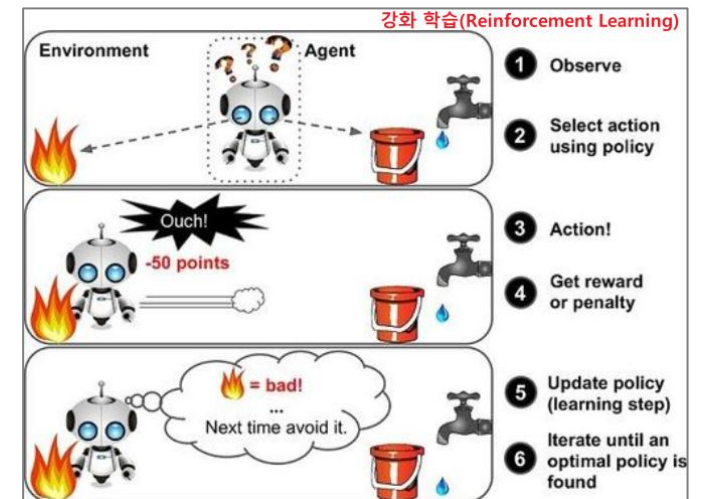 강화 학습(Reinforcement Learning)
Environment
Agent
???
1 Observe
2 Select action
using policy
Ouch!
-50 points
3 Action!
4 Get reward
or penalty
= bad!
...
Next time avoid it.
5 Update policy
(learning step)
6 Iterate until an
optimal policy is
found